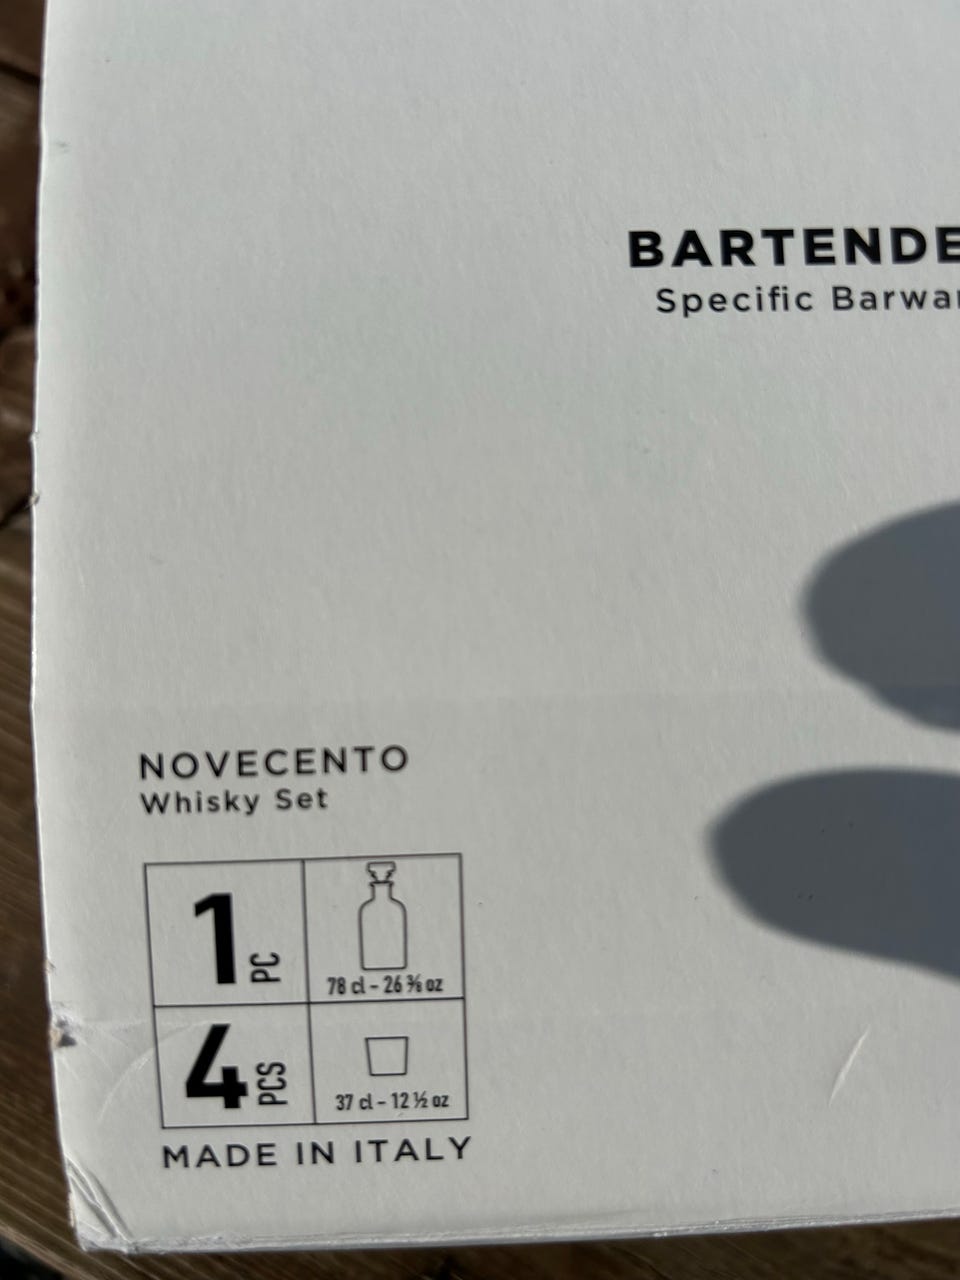 BARTENDE
Specific Barwar
NOVECENTO
Whisky Set
1 PC
78 cl - 26 ⅜ oz
4 PCS
37 cl - 12 ½ oz
MADE IN ITALY